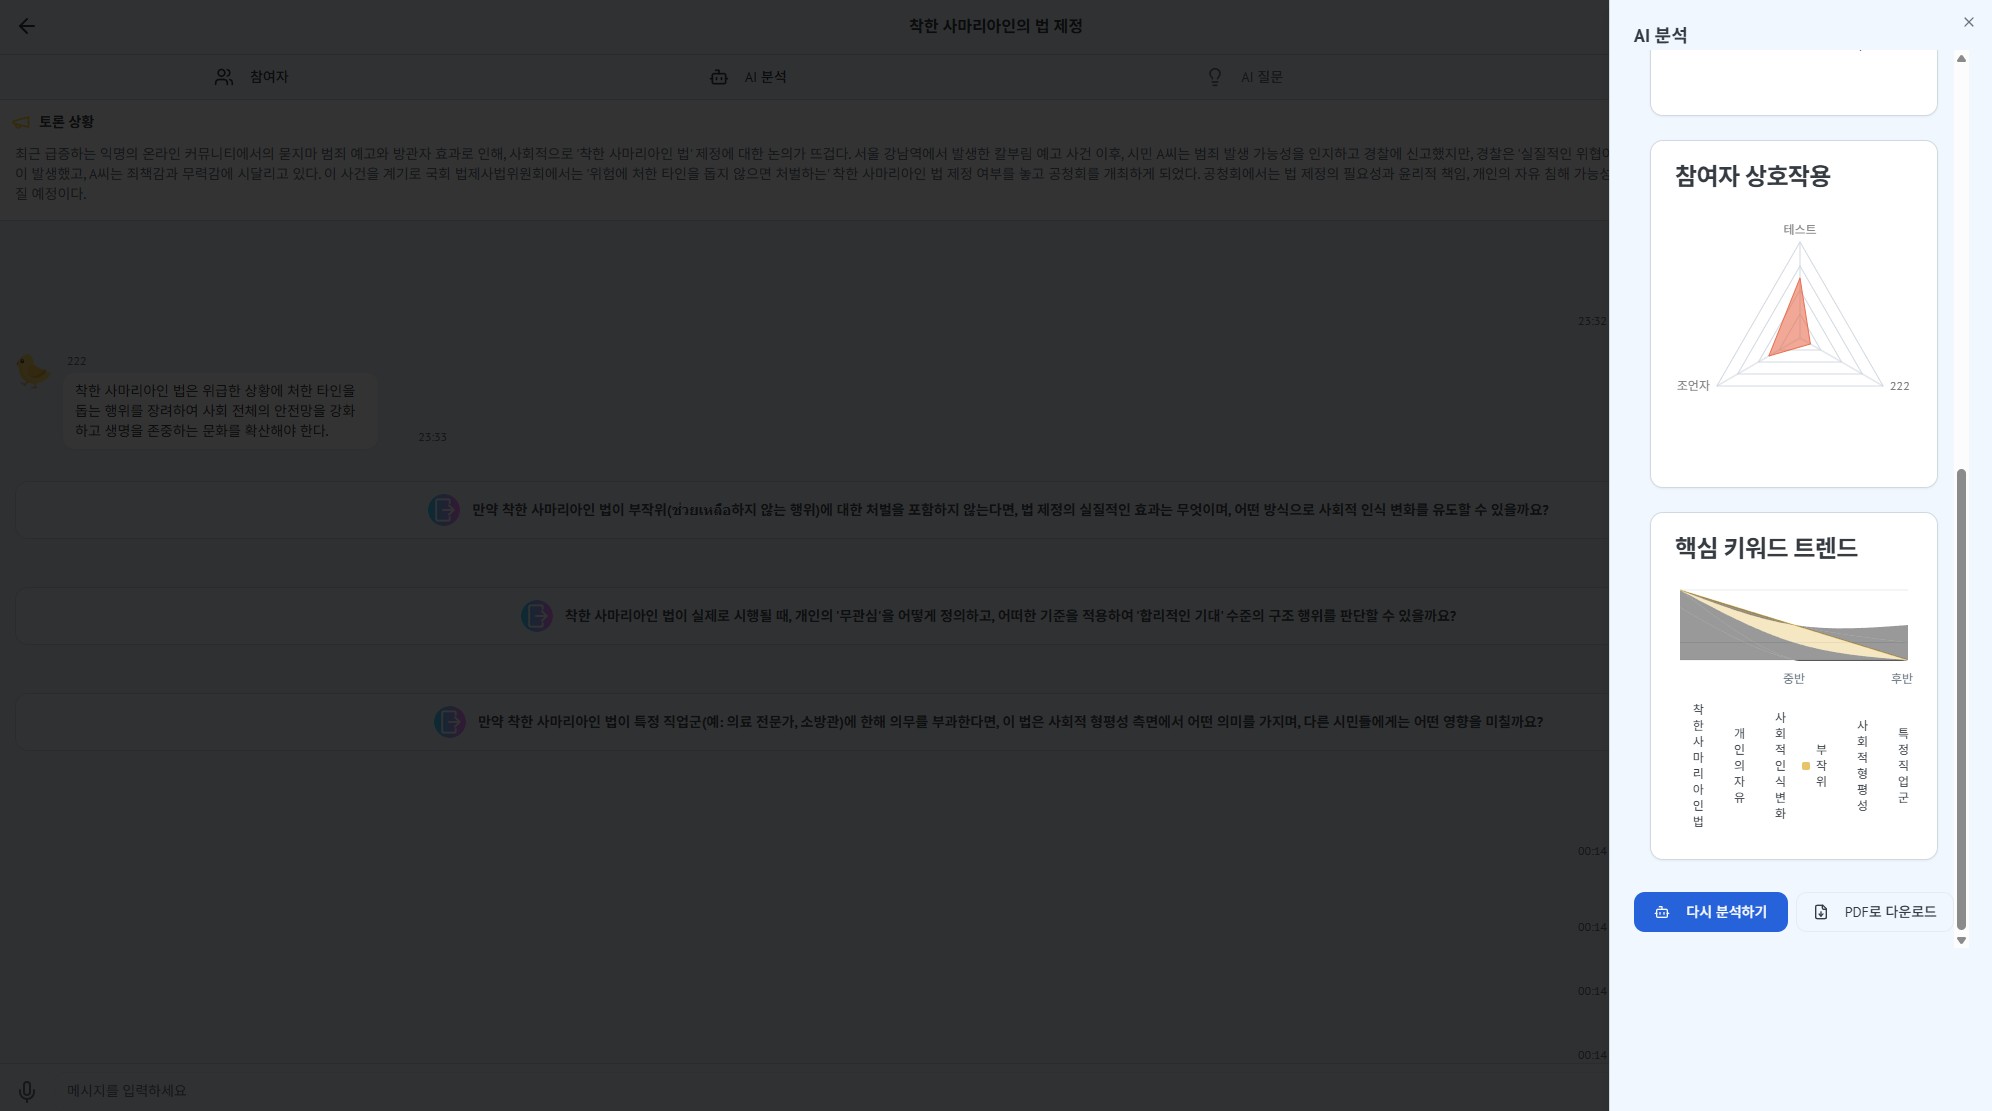 착한 사마리아인의 법 제정
참여자
AI 분석
AI 질문
토론 상황
최근 급증하는 익명의 온라인 커뮤니티에서의 묻지마 범죄 예고와 방관자 효과로 인해, 사회적으로 '착한 사마리아인 법' 제정에 대한 논의가 뜨겁다. 서울 강남역에서 발생한 칼부림 예고 사건 이후, 시민 A씨는 범죄 발생 가능성을 인지하고 경찰에 신고했지만, 경찰은 '실질적인 위협이
이 발생했고, A씨는 죄책감과 무력감에 시달리고 있다. 이 사건을 계기로 국회 법제사법위원회에서는 '위험에 처한 타인을 돕지 않으면 처벌하는' 착한 사마리아인 법 제정 여부를 놓고 공청회를 개최하게 되었다. 공청회에서는 법 제정의 필요성과 윤리적 책임, 개인의 자유 침해 가능성
질 예정이다.
23:32
222
착한 사마리아인 법은 위급한 상황에 처한 타인을
돕는 행위를 장려하여 사회 전체의 안전망을 강화
하고 생명을 존중하는 문화를 확산해야 한다.
23:33
만약 착한 사마리아인 법이 부작위(ช่วยเหลือ하지 않는 행위)에 대한 처벌을 포함하지 않는다면, 법 제정의 실질적인 효과는 무엇이며, 어떤 방식으로 사회적 인식 변화를 유도할 수 있을까요?
착한 사마리아인 법이 실제로 시행될 때, 개인의 '무관심'을 어떻게 정의하고, 어떠한 기준을 적용하여 '합리적인 기대' 수준의 구조 행위를 판단할 수 있을까요?
만약 착한 사마리아인 법이 특정 직업군(예: 의료 전문가, 소방관)에 한해 의무를 부과한다면, 이 법은 사회적 형평성 측면에서 어떤 의미를 가지며, 다른 시민들에게는 어떤 영향을 미칠까요?
00:14
00:14
00:14
00:14
메시지를 입력하세요
AI 분석
참여자 상호작용
테스트
조언자
222
핵심 키워드 트렌드
중반
후반
착한사마리아인법
개인의자유
사회적인식변화
부작위
사회적형평성
특정직업군
다시 분석하기
PDF로 다운로드